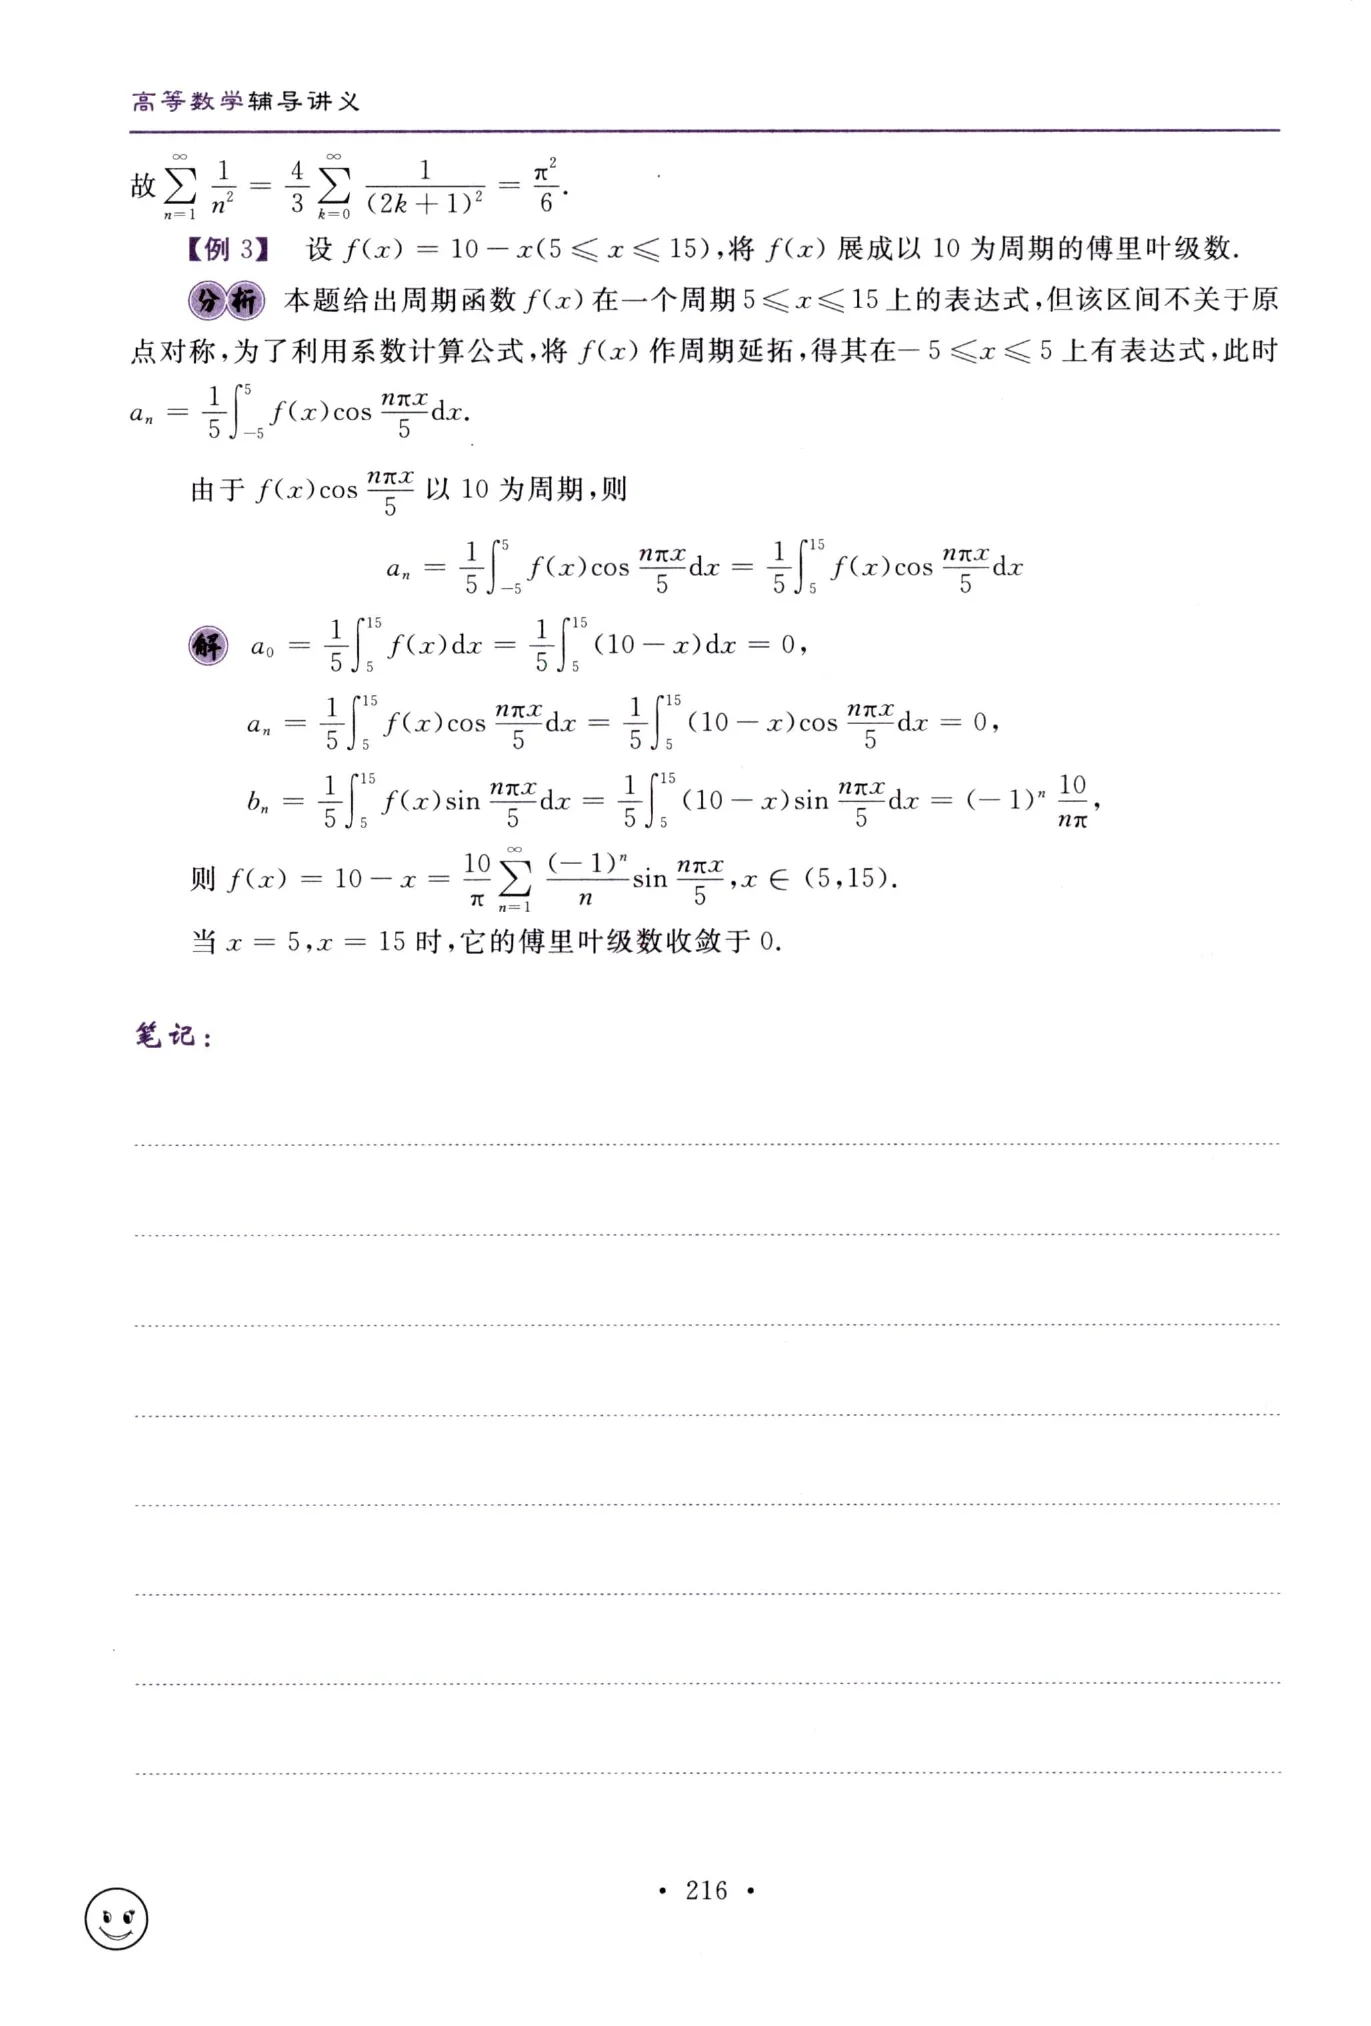 高等数学辅导讲义
故 $\sum_{n=1}^{\infty} \frac{1}{n^2} = \frac{4}{3} \sum_{k=0}^{\infty} \frac{1}{(2k+1)^2} = \frac{\pi^2}{6}$.
【例 3】 设 $f(x) = 10 - x (5 \leqslant x \leqslant 15)$,将 $f(x)$ 展成以 10 为周期的傅里叶级数.
分析 本题给出周期函数 $f(x)$ 在一个周期 $5 \leqslant x \leqslant 15$ 上的表达式,但该区间不关于原
点对称,为了利用系数计算公式,将 $f(x)$ 作周期延拓,得其在 $-5 \leqslant x \leqslant 5$ 上有表达式,此时
$a_n = \frac{1}{5} \int_{-5}^{5} f(x) \cos \frac{n\pi x}{5} dx$.
由于 $f(x) \cos \frac{n\pi x}{5}$ 以 10 为周期,则
$a_n = \frac{1}{5} \int_{-5}^{5} f(x) \cos \frac{n\pi x}{5} dx = \frac{1}{5} \int_{5}^{15} f(x) \cos \frac{n\pi x}{5} dx$
解 $a_0 = \frac{1}{5} \int_{5}^{15} f(x) dx = \frac{1}{5} \int_{5}^{15} (10 - x) dx = 0$,
$a_n = \frac{1}{5} \int_{5}^{15} f(x) \cos \frac{n\pi x}{5} dx = \frac{1}{5} \int_{5}^{15} (10 - x) \cos \frac{n\pi x}{5} dx = 0$,
$b_n = \frac{1}{5} \int_{5}^{15} f(x) \sin \frac{n\pi x}{5} dx = \frac{1}{5} \int_{5}^{15} (10 - x) \sin \frac{n\pi x}{5} dx = (-1)^n \frac{10}{n\pi}$,
则 $f(x) = 10 - x = \frac{10}{\pi} \sum_{n=1}^{\infty} \frac{(-1)^n}{n} \sin \frac{n\pi x}{5}, x \in (5, 15)$.
当 $x = 5, x = 15$ 时,它的傅里叶级数收敛于 0.
笔记:
· 216 ·